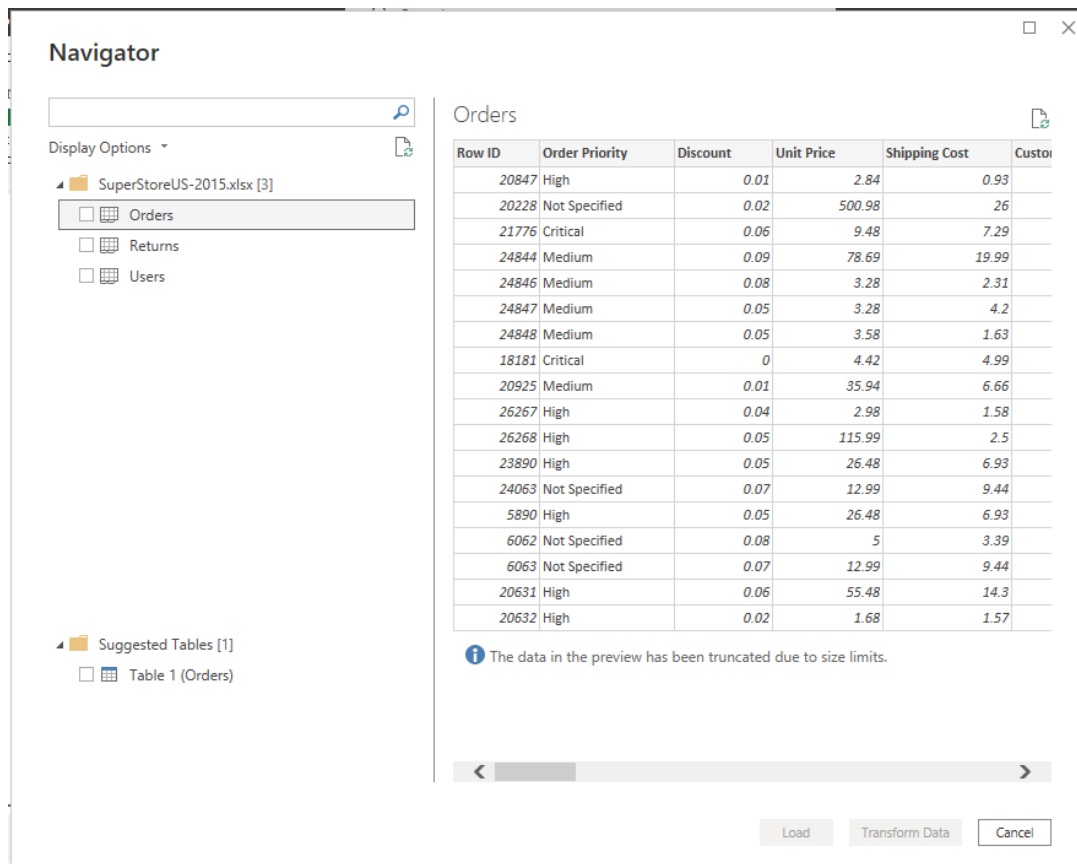 Navigator
Display Options
SuperStoreUS-2015.xlsx [3]
Orders
Returns
Users
Suggested Tables [1]
Table 1 (Orders)
Orders
Row ID Order Priority Discount Unit Price Shipping Cost Custo
20847 High 0.01 2.84 0.93
20228 Not Specified 0.02 500.98 26
21776 Critical 0.06 9.48 7.29
24844 Medium 0.09 78.69 19.99
24846 Medium 0.08 3.28 2.31
24847 Medium 0.05 3.28 4.2
24848 Medium 0.05 3.58 1.63
18181 Critical 0 4.42 4.99
20925 Medium 0.01 35.94 6.66
26267 High 0.04 2.98 1.58
26268 High 0.05 115.99 2.5
23890 High 0.05 26.48 6.93
24063 Not Specified 0.07 12.99 9.44
5890 High 0.05 26.48 6.93
6062 Not Specified 0.08 5 3.39
6063 Not Specified 0.07 12.99 9.44
20631 High 0.06 55.48 14.3
20632 High 0.02 1.68 1.57
The data in the preview has been truncated due to size limits.
Load Transform Data Cancel